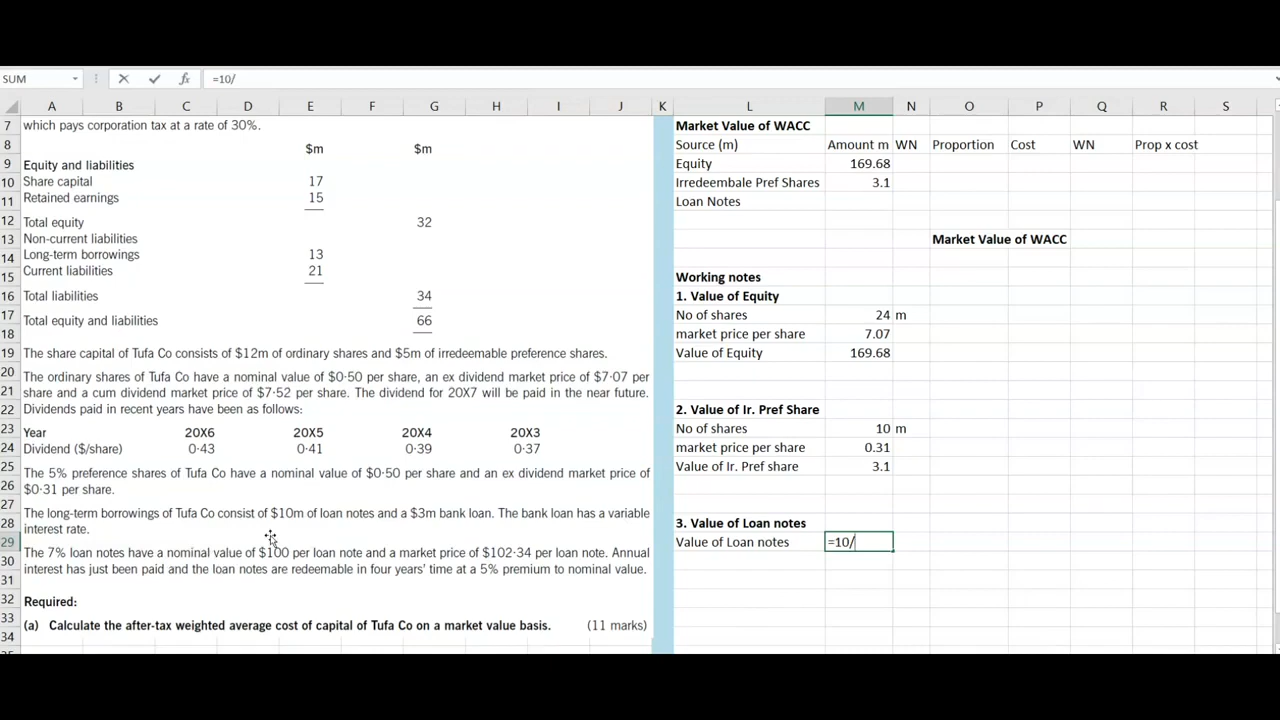 SUM
=10/
A B C D E F G H I J K L M N O P Q R S
7 which pays corporation tax at a rate of 30%. Market Value of WACC
8 $m $m Source (m) Amount m WN Proportion Cost WN Prop x cost
9 Equity and liabilities Equity 169.68
10 Share capital 17 Irredeembale Pref Shares 3.1
11 Retained earnings 15 Loan Notes
12 Total equity 32
13 Non-current liabilities Market Value of WACC
14 Long-term borrowings 13
15 Current liabilities 21 Working notes
16 Total liabilities 34 1. Value of Equity
17 Total equity and liabilities 66 No of shares 24 m
18 market price per share 7.07
19 The share capital of Tufa Co consists of $12m of ordinary shares and $5m of irredeemable preference shares. Value of Equity 169.68
20 The ordinary shares of Tufa Co have a nominal value of $0·50 per share, an ex dividend market price of $7·07 per
21 share and a cum dividend market price of $7·52 per share. The dividend for 20X7 will be paid in the near future.
22 Dividends paid in recent years have been as follows: 2. Value of Ir. Pref Share
23 Year 20X6 20X5 20X4 20X3 No of shares 10 m
24 Dividend ($/share) 0·43 0·41 0·39 0·37 market price per share 0.31
25 The 5% preference shares of Tufa Co have a nominal value of $0·50 per share and an ex dividend market price of Value of Ir. Pref share 3.1
26 $0·31 per share.
27
28 The long-term borrowings of Tufa Co consist of $10m of loan notes and a $3m bank loan. The bank loan has a variable 3. Value of Loan notes
29 interest rate. Value of Loan notes =10/
30 The 7% loan notes have a nominal value of $100 per loan note and a market price of $102·34 per loan note. Annual
31 interest has just been paid and the loan notes are redeemable in four years' time at a 5% premium to nominal value.
32 Required:
33 (a) Calculate the after-tax weighted average cost of capital of Tufa Co on a market value basis. (11 marks)
34